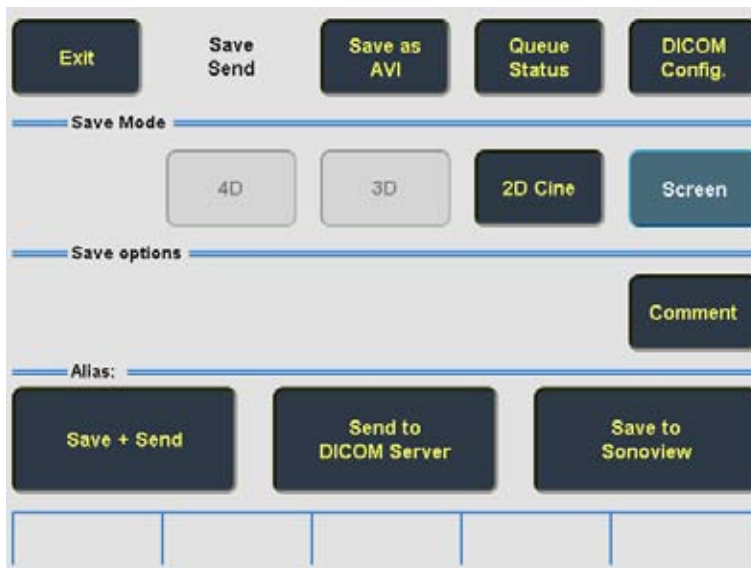 Exit
Save
Send
Save as
AVI
Queue
Status
DICOM
Config.
Save Mode
4D
3D
2D Cine
Screen
Save options
Comment
Alias:
Save + Send
Send to
DICOM Server
Save to
Sonoview